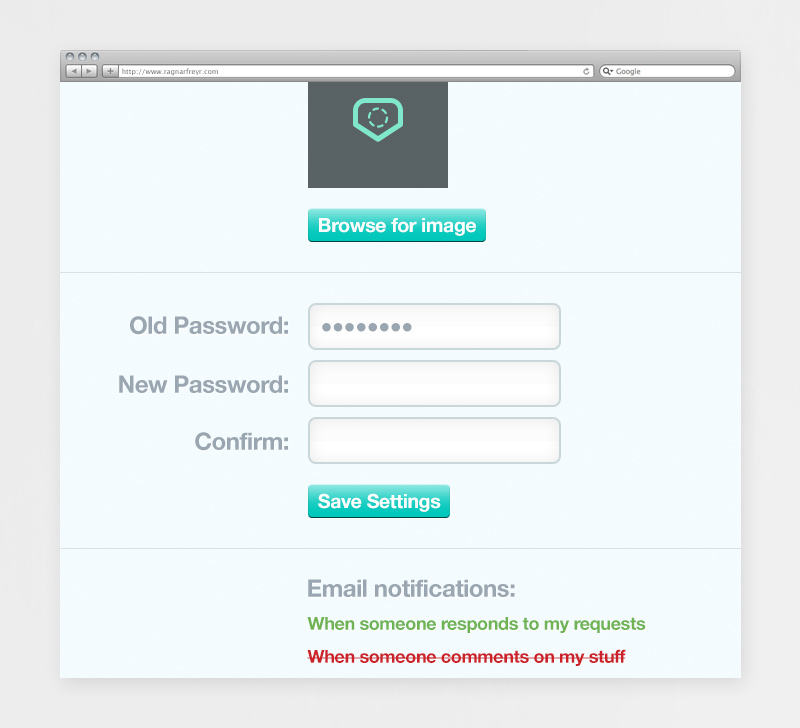 http://www.ragnarfreyr.com
Google
Browse for image
Old Password:
New Password:
Confirm:
Save Settings
Email notifications:
When someone responds to my requests
When someone comments on my stuff